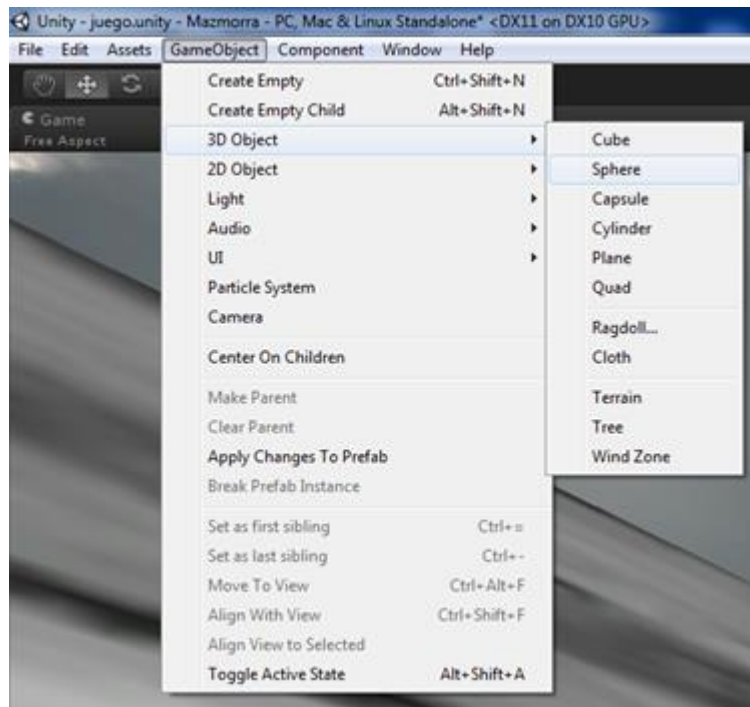 Unity - juego.unity - Mazmorra - PC, Mac & Linux Standalone* <DX11 on DX10 GPU>
File Edit Assets GameObject Component Window Help
Game
Free Aspect
Create Empty Ctrl+Shift+N
Create Empty Child Alt+Shift+N
3D Object
2D Object
Light
Audio
UI
Particle System
Camera
Center On Children
Make Parent
Clear Parent
Apply Changes To Prefab
Break Prefab Instance
Set as first sibling Ctrl+=
Set as last sibling Ctrl+-
Move To View Ctrl+Alt+F
Align With View Ctrl+Shift+F
Align View to Selected
Toggle Active State Alt+Shift+A
Cube
Sphere
Capsule
Cylinder
Plane
Quad
Ragdoll...
Cloth
Terrain
Tree
Wind Zone